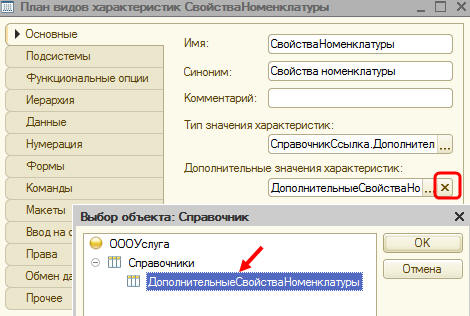 План видов характеристик СвойстваНоменклатуры
Основные
Подсистемы
Функциональные опции
Иерархия
Данные
Нумерация
Формы
Команды
Макеты
Ввод на о
Права
Обмен да
Прочее
Имя: СвойстваНоменклатуры
Синоним: Свойства номенклатуры
Комментарий:
Тип значения характеристик:
СправочникСсылка.Дополнител ...
Дополнительные значения характеристик:
ДополнительныеСвойстваНо ... ×
Выбор объекта: Справочник
ОООУслуга
Справочники
ДополнительныеСвойстваНоменклатуры
OK
Отмена